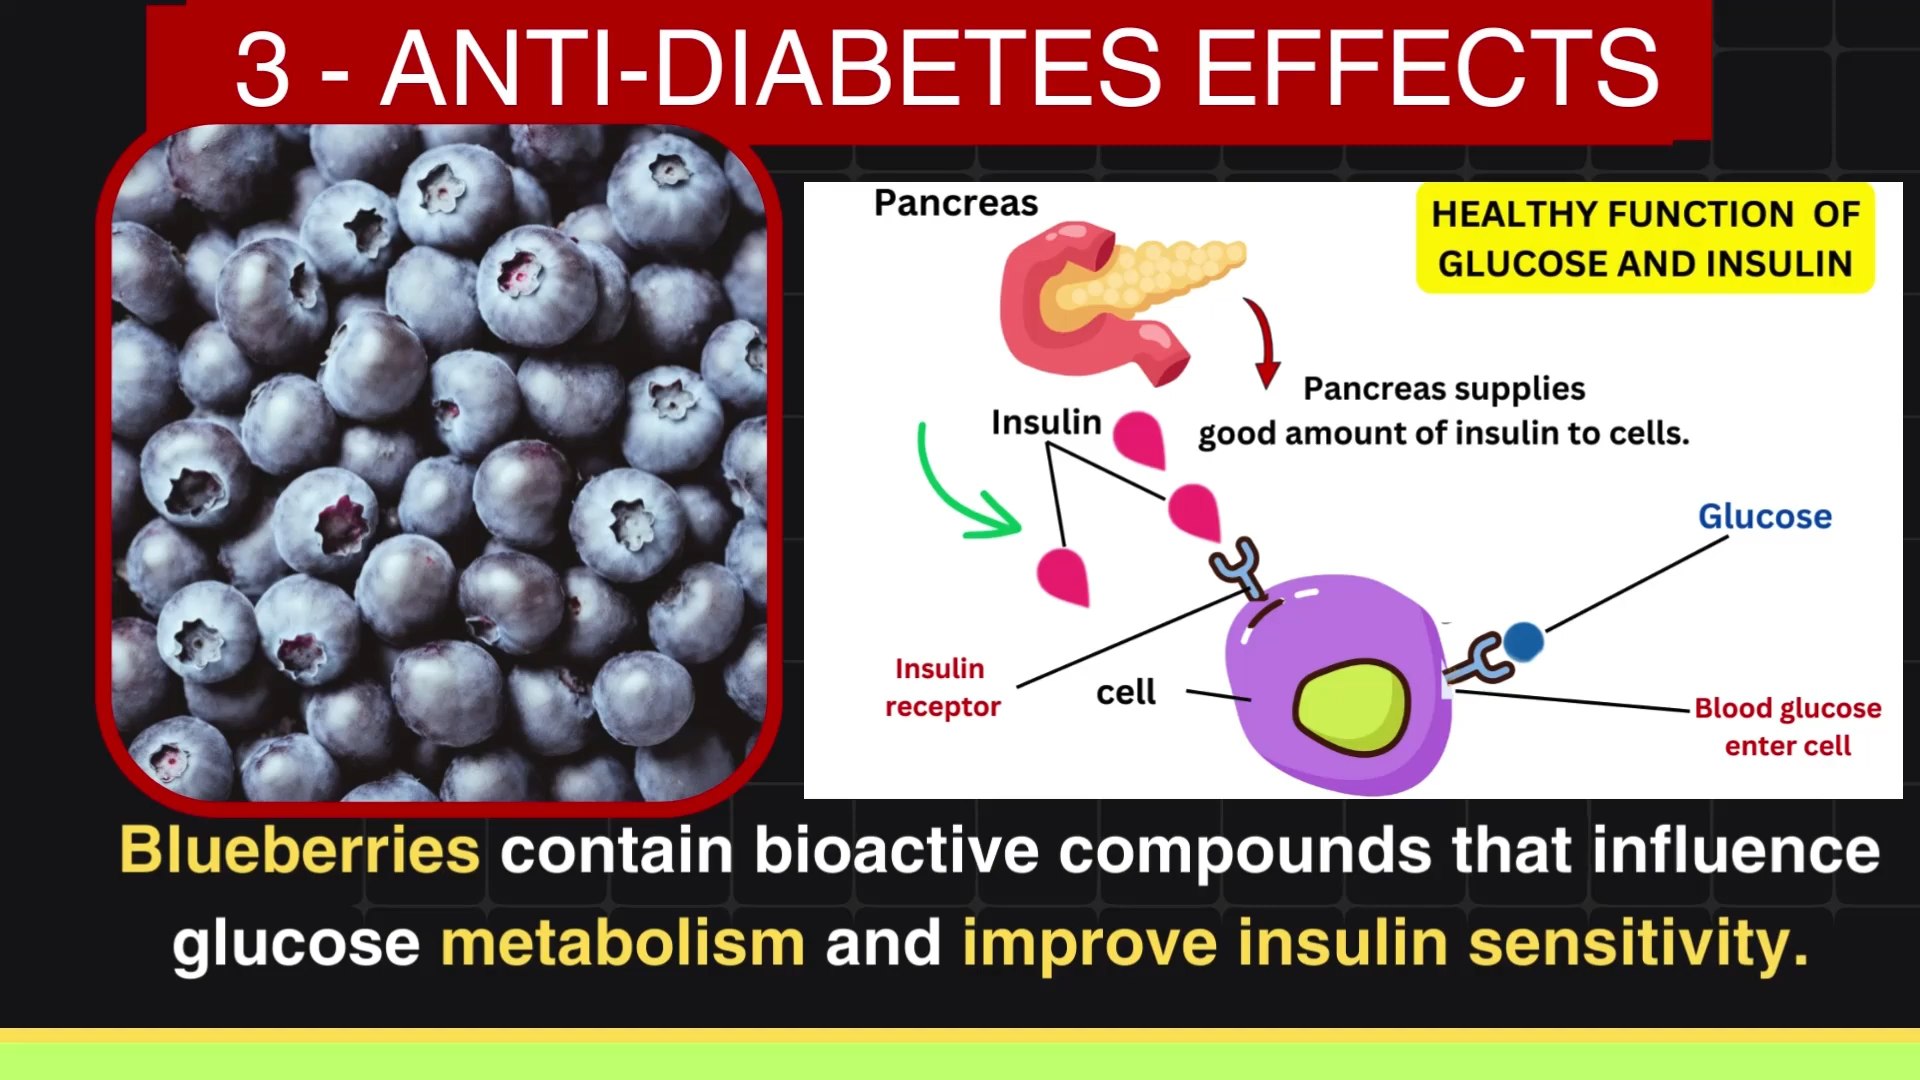 3 - ANTI-DIABETES EFFECTS
Pancreas
HEALTHY FUNCTION OF
GLUCOSE AND INSULIN
Pancreas supplies
good amount of insulin to cells.
Insulin
Glucose
Insulin
receptor
cell
Blood glucose
enter cell
Blueberries contain bioactive compounds that influence
glucose metabolism and improve insulin sensitivity.